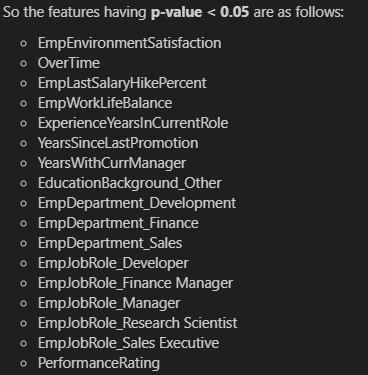 So the features having p-value < 0.05 are as follows:
EmpEnvironmentSatisfaction
OverTime
EmpLastSalaryHikePercent
EmpWorkLifeBalance
ExperienceYearsInCurrentRole
YearsSinceLastPromotion
YearsWithCurrManager
EducationBackground_Other
EmpDepartment_Development
EmpDepartment_Finance
EmpDepartment_Sales
EmpJobRole_Developer
EmpJobRole_Finance Manager
EmpJobRole_Manager
EmpJobRole_Research Scientist
EmpJobRole_Sales Executive
PerformanceRating